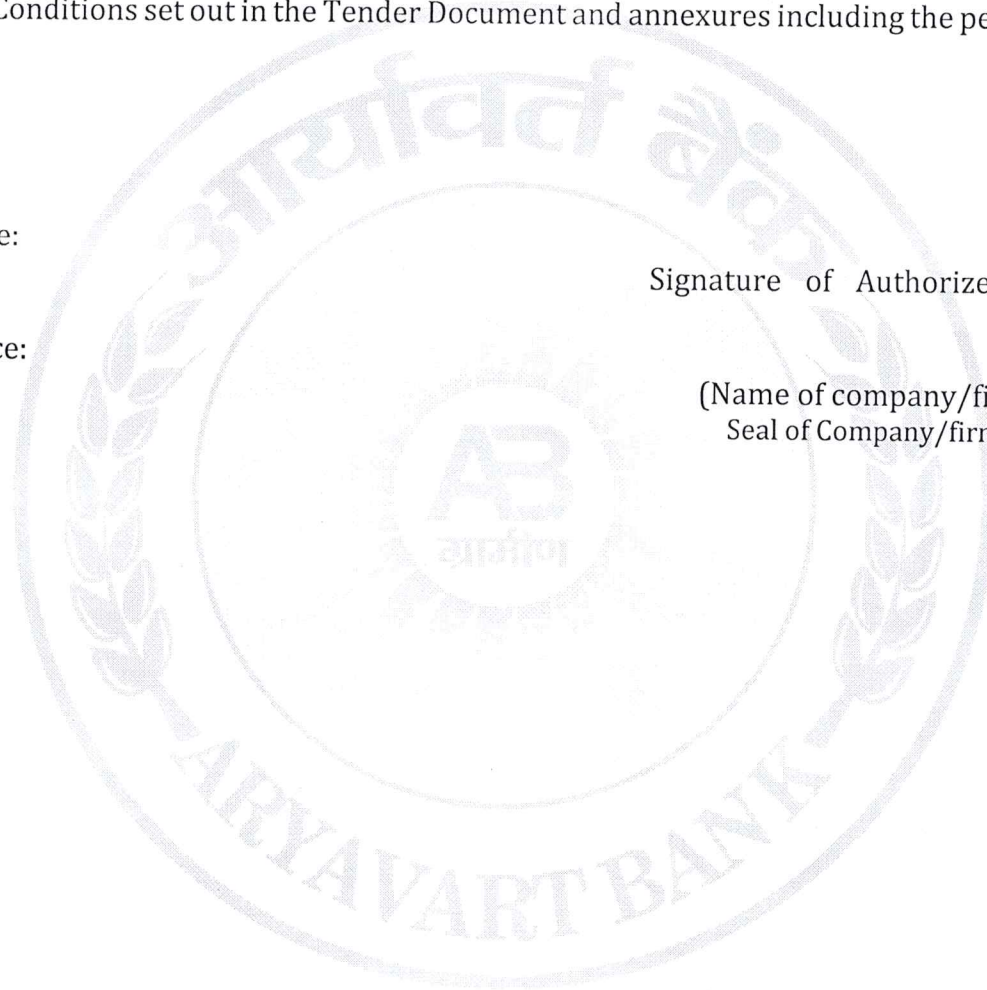 Conditions set out in the Tender Document and annexures including the pe
e:
Signature of Authorize
ce:
(Name of company/fi
Seal of Company/firm
आर्यावर्त बैंक
AB
ग्रामीण
ARYAVART BANK